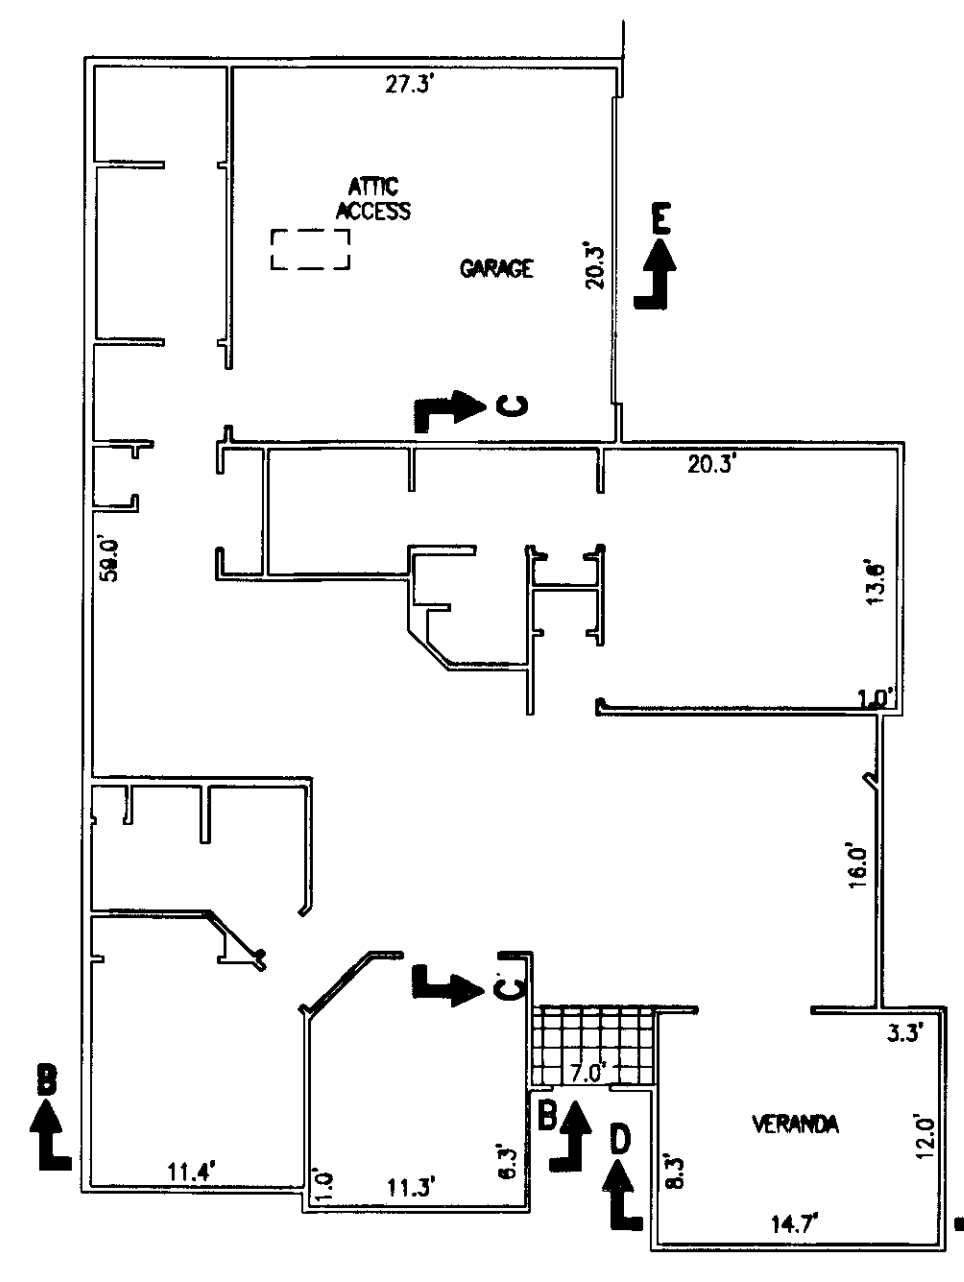 27.3'
ATTIC
ACCESS
E
GARAGE
20.3'
C
20.3'
59.0'
13.6'
1.0'
16.0'
C
3.3'
7.0'
B
B
VERANDA
12.0'
D
6.3'
8.3'
11.4'
1.0'
11.3'
14.7'